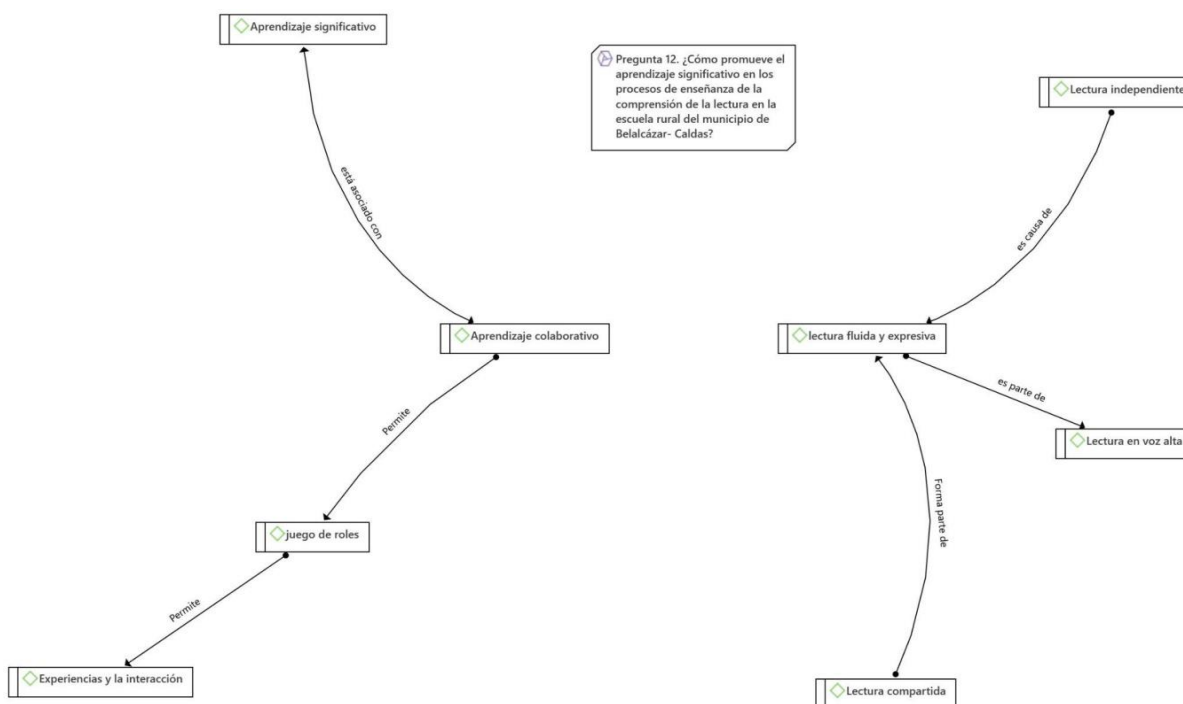 Aprendizaje significativo
Pregunta 12. ¿Cómo promueve el
aprendizaje significativo en los
procesos de enseñanza de la
comprensión de la lectura en la
escuela rural del municipio de
Belalcázar- Caldas?
Lectura independiente
está asociado con
es causa de
Aprendizaje colaborativo
lectura fluida y expresiva
es parte de
Permite
Lectura en voz alta
Forma parte de
juego de roles
Permite
Experiencias y la interacción
Lectura compartida